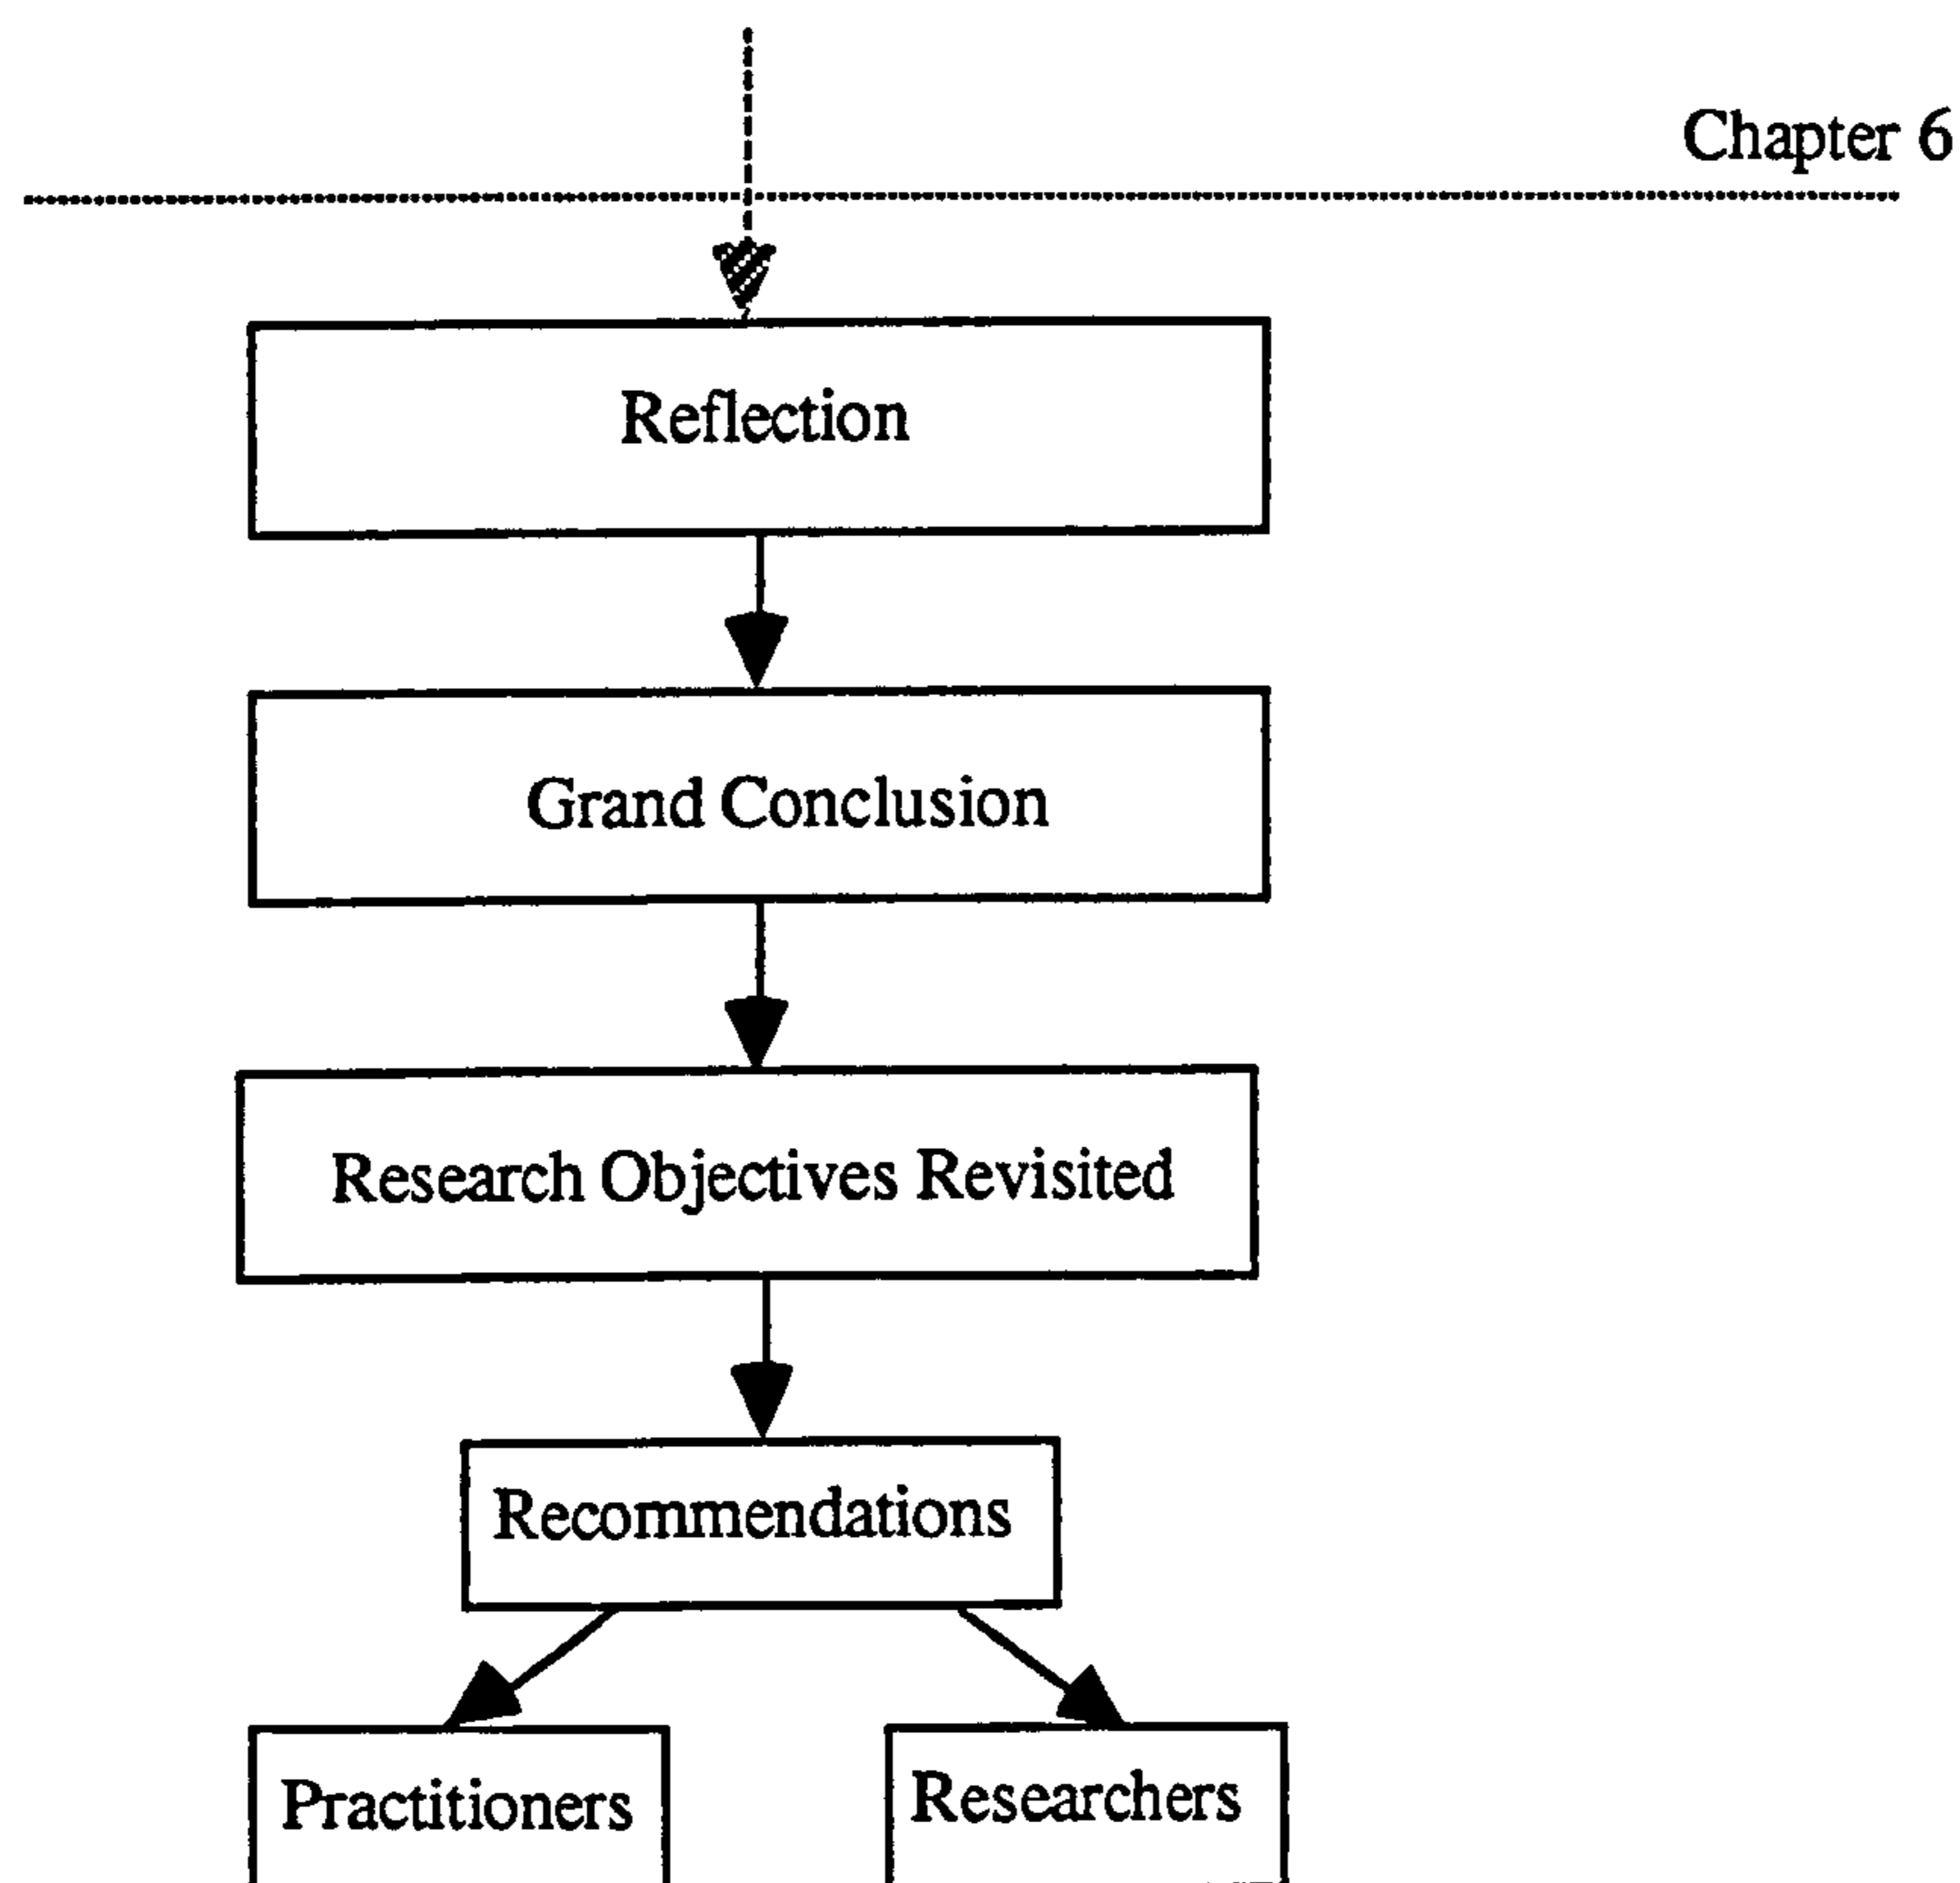 Chapter 6
Reflection
Grand Conclusion
Research Objectives Revisited
Recommendations
Practitioners
Researchers